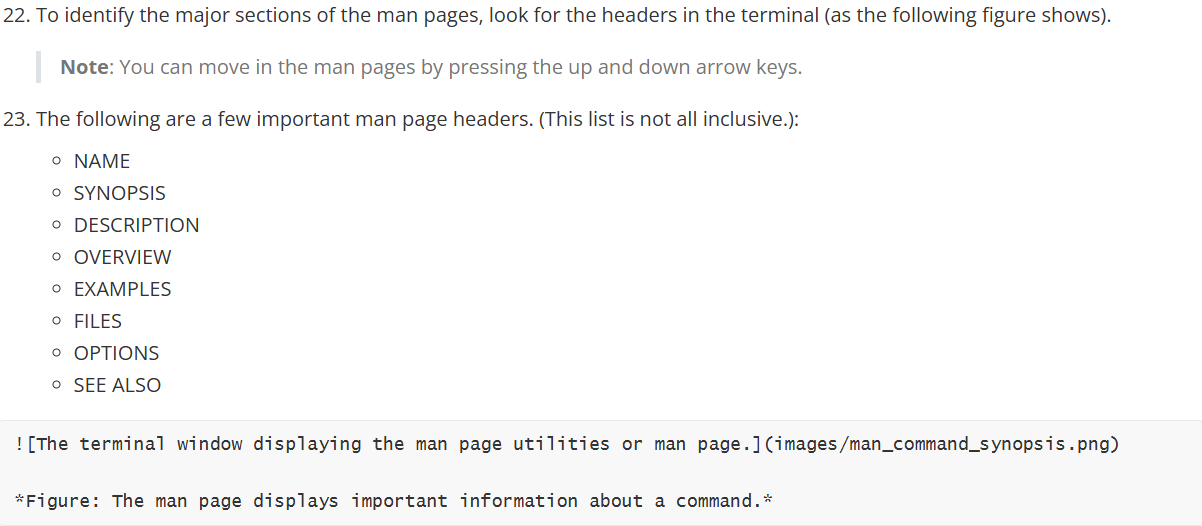 22. To identify the major sections of the man pages, look for the headers in the terminal (as the following figure shows).
Note: You can move in the man pages by pressing the up and down arrow keys.
23. The following are a few important man page headers. (This list is not all inclusive.):
NAME
SYNOPSIS
DESCRIPTION
OVERVIEW
EXAMPLES
FILES
OPTIONS
SEE ALSO
![The terminal window displaying the man page utilities or man page.](images/man_command_synopsis.png)
*Figure: The man page displays important information about a command.*